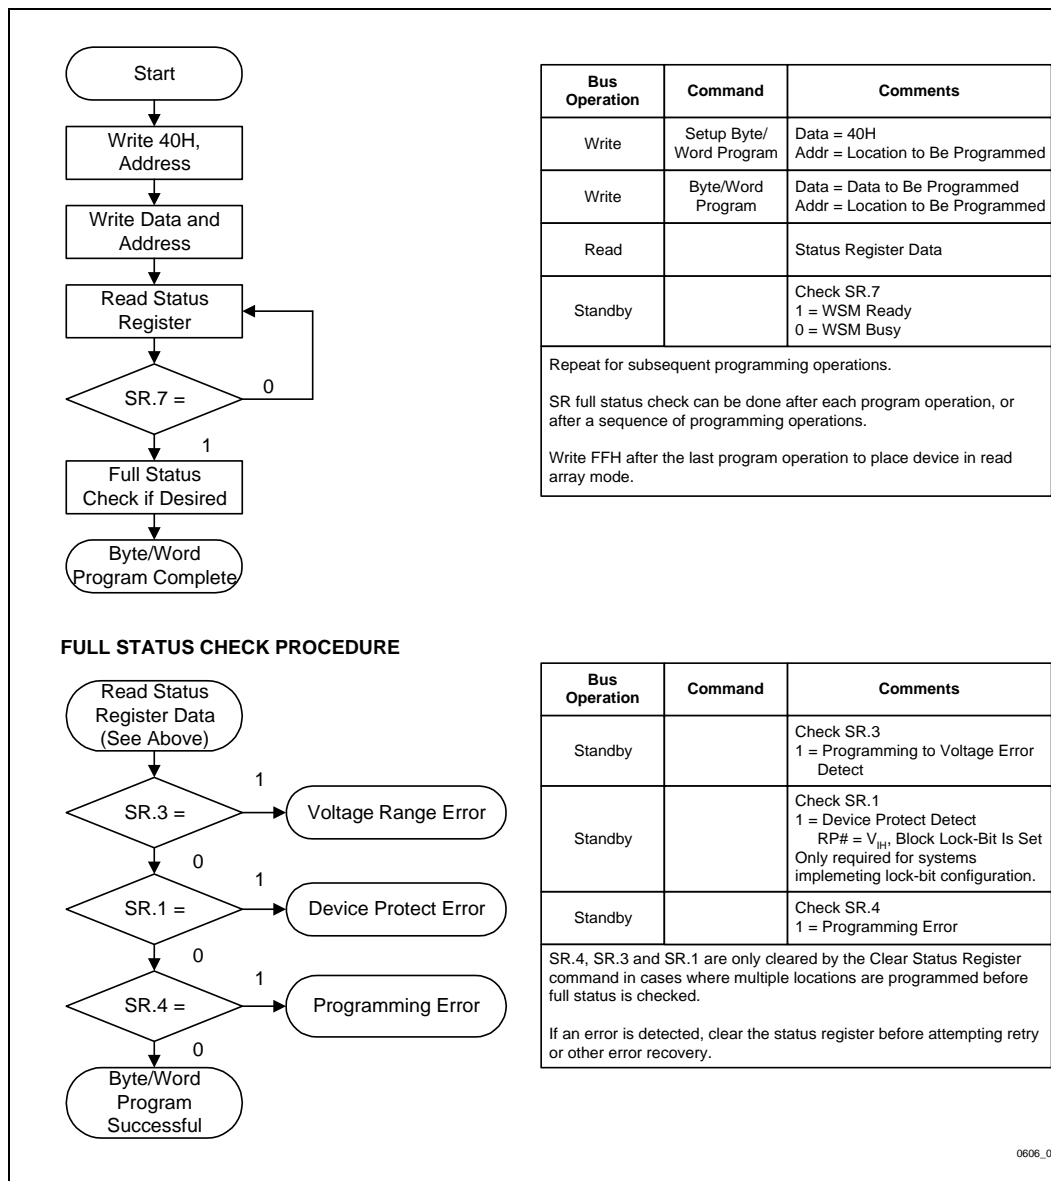 Start
Write 40H,
Address
Write Data and
Address
Read Status
Register
SR.7 =
0
1
Full Status
Check if Desired
Byte/Word
Program Complete
Bus
Operation
Command
Comments
Write
Setup Byte/
Word Program
Data = 40H
Addr = Location to Be Programmed
Write
Byte/Word
Program
Data = Data to Be Programmed
Addr = Location to Be Programmed
Read
Status Register Data
Standby
Check SR.7
1 = WSM Ready
0 = WSM Busy
Repeat for subsequent programming operations.
SR full status check can be done after each program operation, or
after a sequence of programming operations.
Write FFH after the last program operation to place device in read
array mode.
FULL STATUS CHECK PROCEDURE
Read Status
Register Data
(See Above)
SR.3 =
1
Voltage Range Error
0
SR.1 =
1
Device Protect Error
0
SR.4 =
1
Programming Error
0
Byte/Word
Program
Successful
Bus
Operation
Command
Comments
Standby
Check SR.3
1 = Programming to Voltage Error
Detect
Standby
Check SR.1
1 = Device Protect Detect
RP# = VIH, Block Lock-Bit Is Set
Only required for systems
implemeting lock-bit configuration.
Standby
Check SR.4
1 = Programming Error
SR.4, SR.3 and SR.1 are only cleared by the Clear Status Register
command in cases where multiple locations are programmed before
full status is checked.
If an error is detected, clear the status register before attempting retry
or other error recovery.